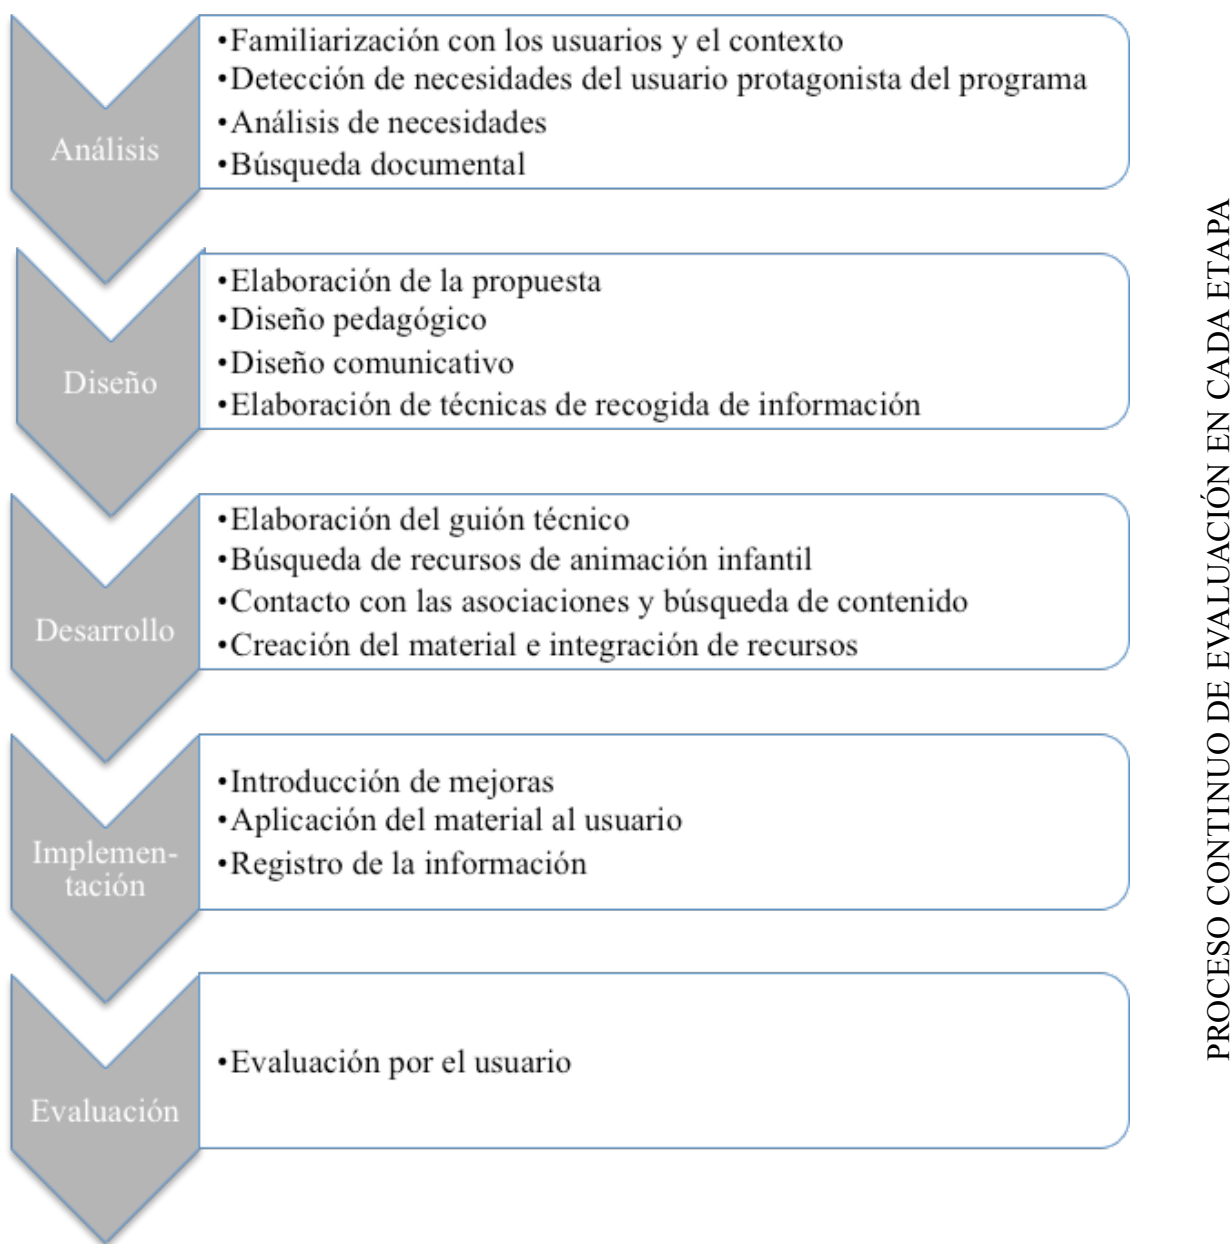 Análisis
•Familiarización con los usuarios y el contexto
•Detección de necesidades del usuario protagonista del programa
•Análisis de necesidades
•Búsqueda documental
Diseño
•Elaboración de la propuesta
•Diseño pedagógico
•Diseño comunicativo
•Elaboración de técnicas de recogida de información
Desarrollo
•Elaboración del guión técnico
•Búsqueda de recursos de animación infantil
•Contacto con las asociaciones y búsqueda de contenido
•Creación del material e integración de recursos
Implemen-
tación
•Introducción de mejoras
•Aplicación del material al usuario
•Registro de la información
Evaluación
•Evaluación por el usuario
PROCESO CONTINUO DE EVALUACIÓN EN CADA ETAPA